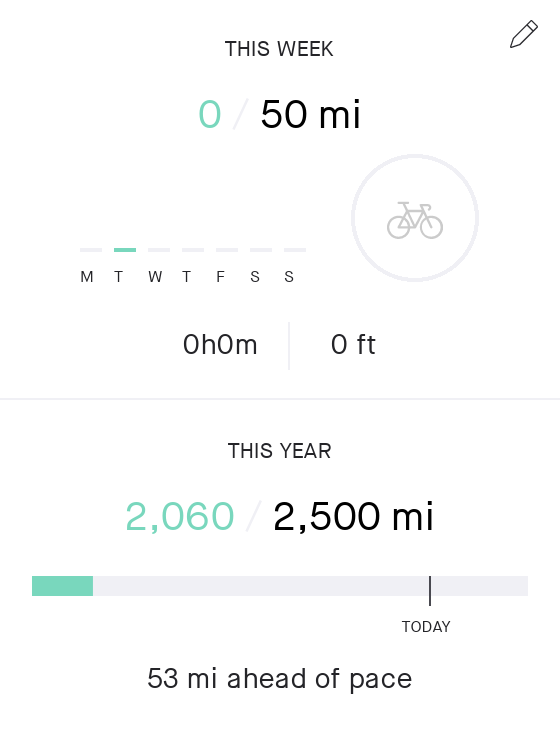 THIS WEEK
0 / 50 mi
M T W T F S S
0h0m 0 ft
THIS YEAR
2,060 / 2,500 mi
TODAY
53 mi ahead of pace